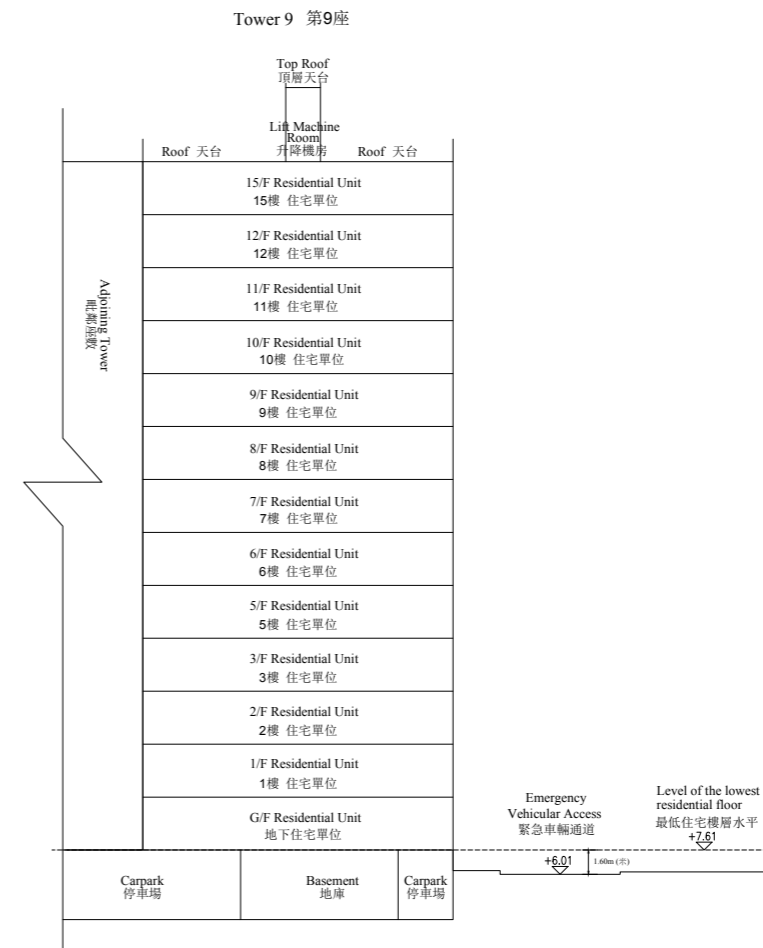 Tower 9 第9座
Top Roof
頂層天台
Lift Machine
Room
升降機房
Roof 天台
Roof 天台
15/F Residential Unit
15樓 住宅單位
12/F Residential Unit
12樓 住宅單位
11/F Residential Unit
11樓 住宅單位
10/F Residential Unit
10樓 住宅單位
9/F Residential Unit
9樓 住宅單位
8/F Residential Unit
8樓 住宅單位
7/F Residential Unit
7樓 住宅單位
6/F Residential Unit
6樓 住宅單位
5/F Residential Unit
5樓 住宅單位
3/F Residential Unit
3樓 住宅單位
2/F Residential Unit
2樓 住宅單位
1/F Residential Unit
1樓 住宅單位
G/F Residential Unit
地下住宅單位
Adjoining Tower
毗鄰座數
Emergency
Vehicular Access
緊急車輛通道
Level of the lowest
residential floor
最低住宅樓層水平
+7.61
+6.01
1.60m (米)
Carpark
停車場
Basement
地庫
Carpark
停車場